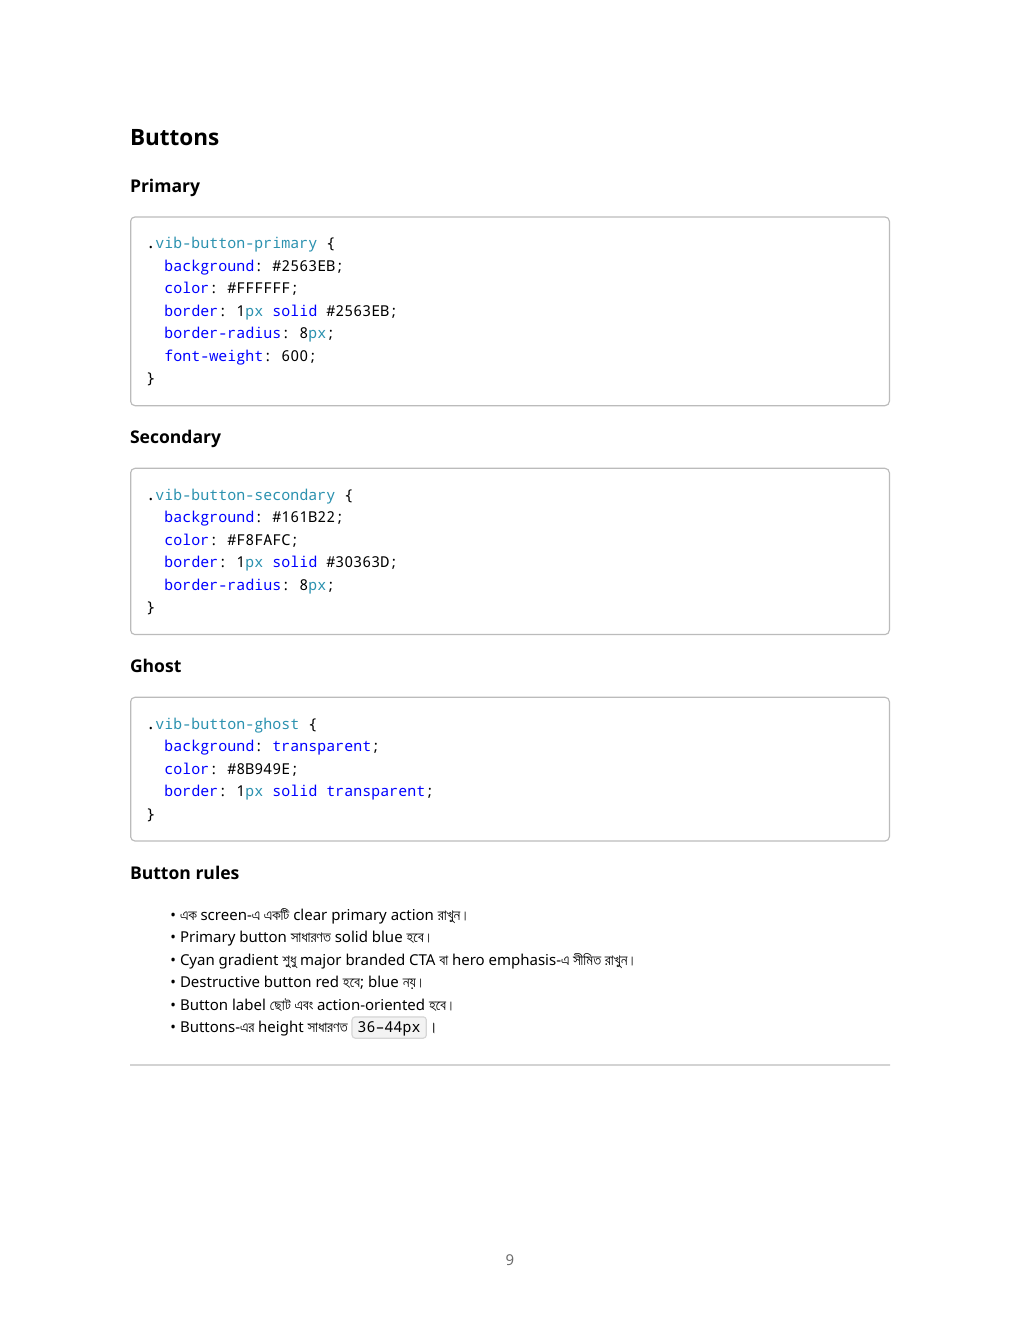 Buttons
Primary
.vib-button-primary {
  background: #2563EB;
  color: #FFFFFF;
  border: 1px solid #2563EB;
  border-radius: 8px;
  font-weight: 600;
}
Secondary
.vib-button-secondary {
  background: #161B22;
  color: #F8FAFC;
  border: 1px solid #30363D;
  border-radius: 8px;
}
Ghost
.vib-button-ghost {
  background: transparent;
  color: #8B949E;
  border: 1px solid transparent;
}
Button rules
• এক screen-এ একটি clear primary action রাখুন।
• Primary button সাধারণত solid blue হবে।
• Cyan gradient শুধু major branded CTA বা hero emphasis-এ সীমিত রাখুন।
• Destructive button red হবে; blue নয়।
• Button label ছোট এবং action-oriented হবে।
• Buttons-এর height সাধারণত 36–44px ।
9